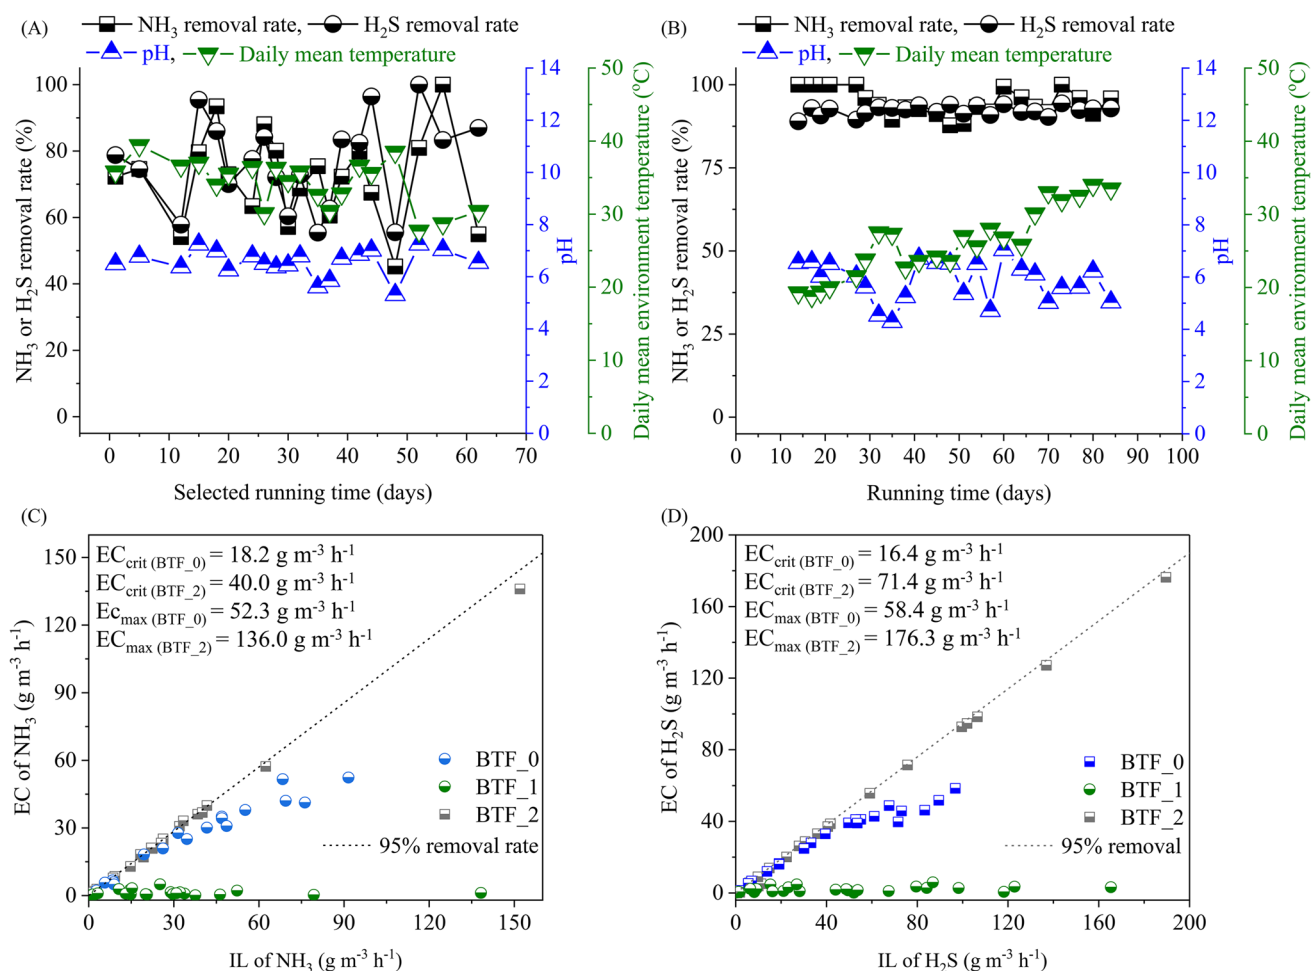 (A)
NH3 removal rate, H2S removal rate
pH, Daily mean temperature
100
80
60
40
20
0
NH3 or H2S removal rate (%)
0 10 20 30 40 50 60 70
Selected running time (days)
14
12
10
8
6
4
2
0
pH
50
40
30
20
10
0
Daily mean environment temperature (°C)
(B)
NH3 removal rate, H2S removal rate
pH, Daily mean temperature
100
75
50
25
0
NH3 or H2S removal rate (%)
0 10 20 30 40 50 60 70 80 90 100
Running time (days)
14
12
10
8
6
4
2
0
pH
50
40
30
20
10
0
Daily mean environment temperature (°C)
(C)
ECcrit (BTF_0) = 18.2 g m-3 h-1
ECcrit (BTF_2) = 40.0 g m-3 h-1
Ecmax (BTF_0) = 52.3 g m-3 h-1
ECmax (BTF_2) = 136.0 g m-3 h-1
150
120
90
60
30
0
EC of NH3 (g m-3 h-1)
BTF_0
BTF_1
BTF_2
95% removal rate
0 30 60 90 120 150
IL of NH3 (g m-3 h-1)
(D)
ECcrit (BTF_0) = 16.4 g m-3 h-1
ECcrit (BTF_2) = 71.4 g m-3 h-1
ECmax (BTF_0) = 58.4 g m-3 h-1
ECmax (BTF_2) = 176.3 g m-3 h-1
200
160
120
80
40
0
EC of H2S (g m-3 h-1)
BTF_0
BTF_1
BTF_2
95% removal
0 40 80 120 160 200
IL of H2S (g m-3 h-1)